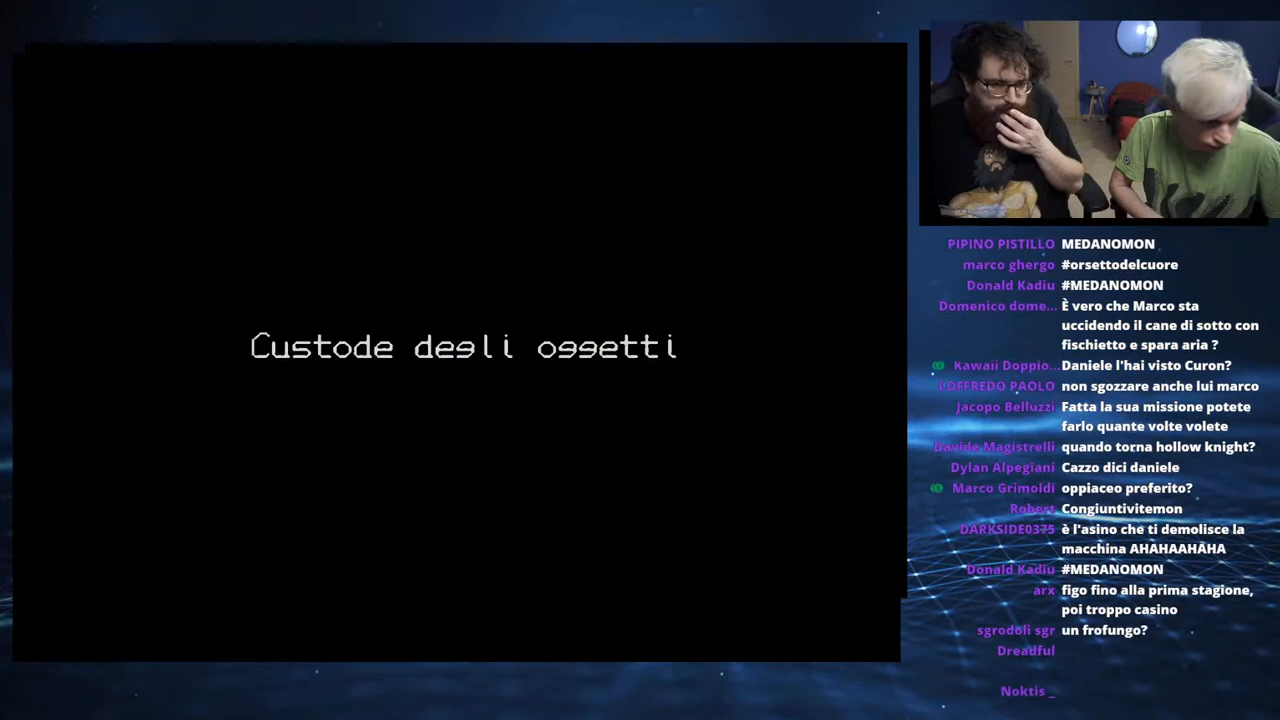 Custode degli oggetti
PIPINO PISTILLO MEDANOMON
marco ghergo #orsettodelcuore
Donald Kadiu #MEDANOMON
Domenico dome... È vero che Marco sta
uccidendo il cane di sotto con
fischietto e spara aria ?
Kawaii Doppio... Daniele l'hai visto Curon?
LOFFREDO PAOLO non sgozzare anche lui marco
Jacopo Belluzzi Fatta la sua missione potete
farlo quante volte volete
Davide Magistrelli quando torna hollow knight?
Dylan Alpegiani Cazzo dici daniele
Marco Grimoldi oppiaceo preferito?
Robert Congiuntivitemon
DARKSIDE0375 è l'asino che ti demolisce la
macchina AHAHAAHAHA
Donald Kadiu #MEDANOMON
arx figo fino alla prima stagione,
poi troppo casino
sgrodoli sgr un frofungo?
Dreadful
Noktis _